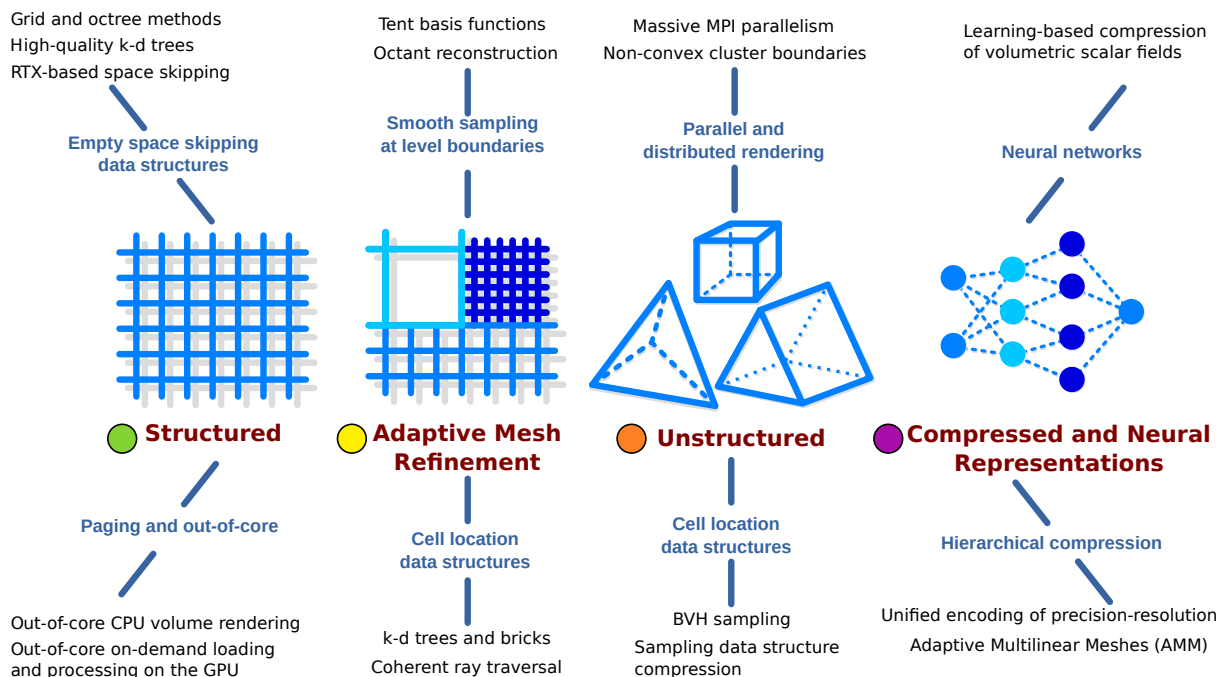 Grid and octree methods
High-quality k-d trees
RTX-based space skipping
Empty space skipping
data structures
Structured
Paging and out-of-core
Out-of-core CPU volume rendering
Out-of-core on-demand loading
and processing on the GPU
Tent basis functions
Octant reconstruction
Smooth sampling
at level boundaries
Adaptive Mesh
Refinement
Cell location
data structures
k-d trees and bricks
Coherent ray traversal
Massive MPI parallelism
Non-convex cluster boundaries
Parallel and
distributed rendering
Unstructured
Cell location
data structures
BVH sampling
Sampling data structure
compression
Learning-based compression
of volumetric scalar fields
Neural networks
Compressed and Neural
Representations
Hierarchical compression
Unified encoding of precision-resolution
Adaptive Multilinear Meshes (AMM)